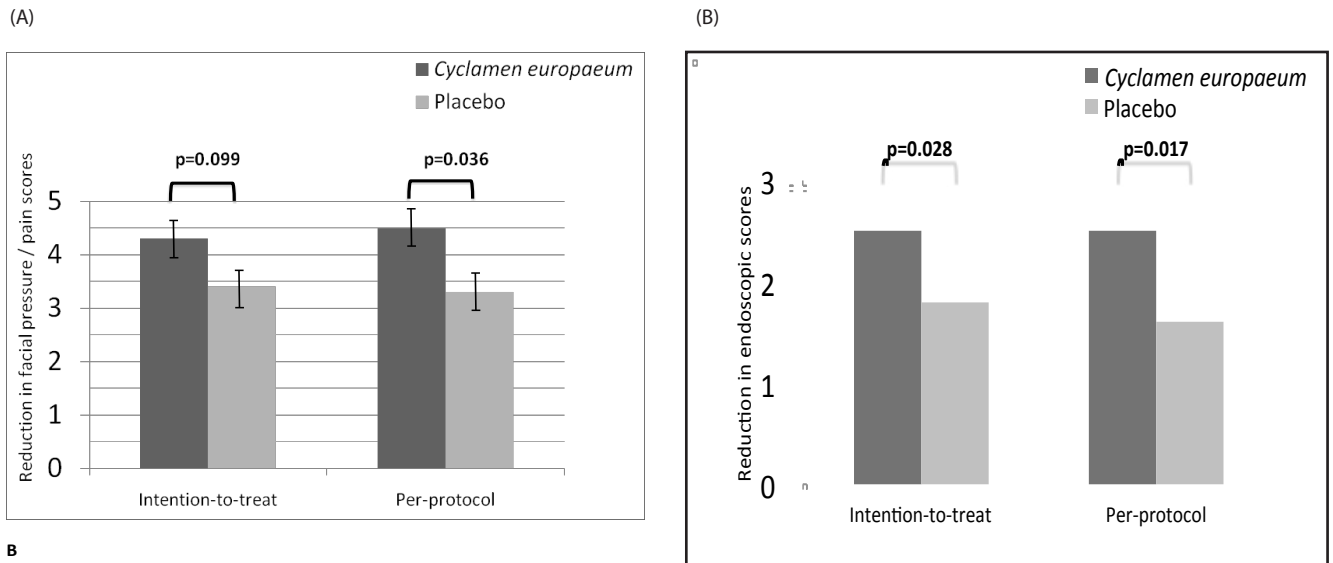 (A)
Cyclamen europaeum
Placebo
p=0.099
p=0.036
Reduction in facial pressure / pain scores
5
4
3
2
1
0
Intention-to-treat
Per-protocol
B
(B)
Cyclamen europaeum
Placebo
p=0.028
p=0.017
Reduction in endoscopic scores
3
2
1
0
Intention-to-treat
Per-protocol